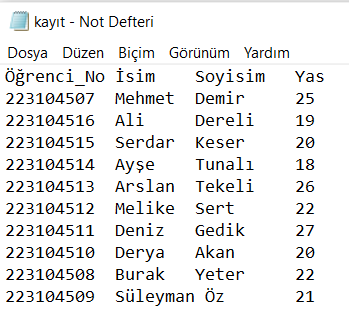 kayıt - Not Defteri
Dosya Düzen Biçim Görünüm Yardım
Öğrenci_No İsim Soyisim Yas
223104507 Mehmet Demir 25
223104516 Ali Dereli 19
223104515 Serdar Keser 20
223104514 Ayşe Tunalı 18
223104513 Arslan Tekeli 26
223104512 Melike Sert 22
223104511 Deniz Gedik 27
223104510 Derya Akan 20
223104508 Burak Yeter 22
223104509 Süleyman Öz 21